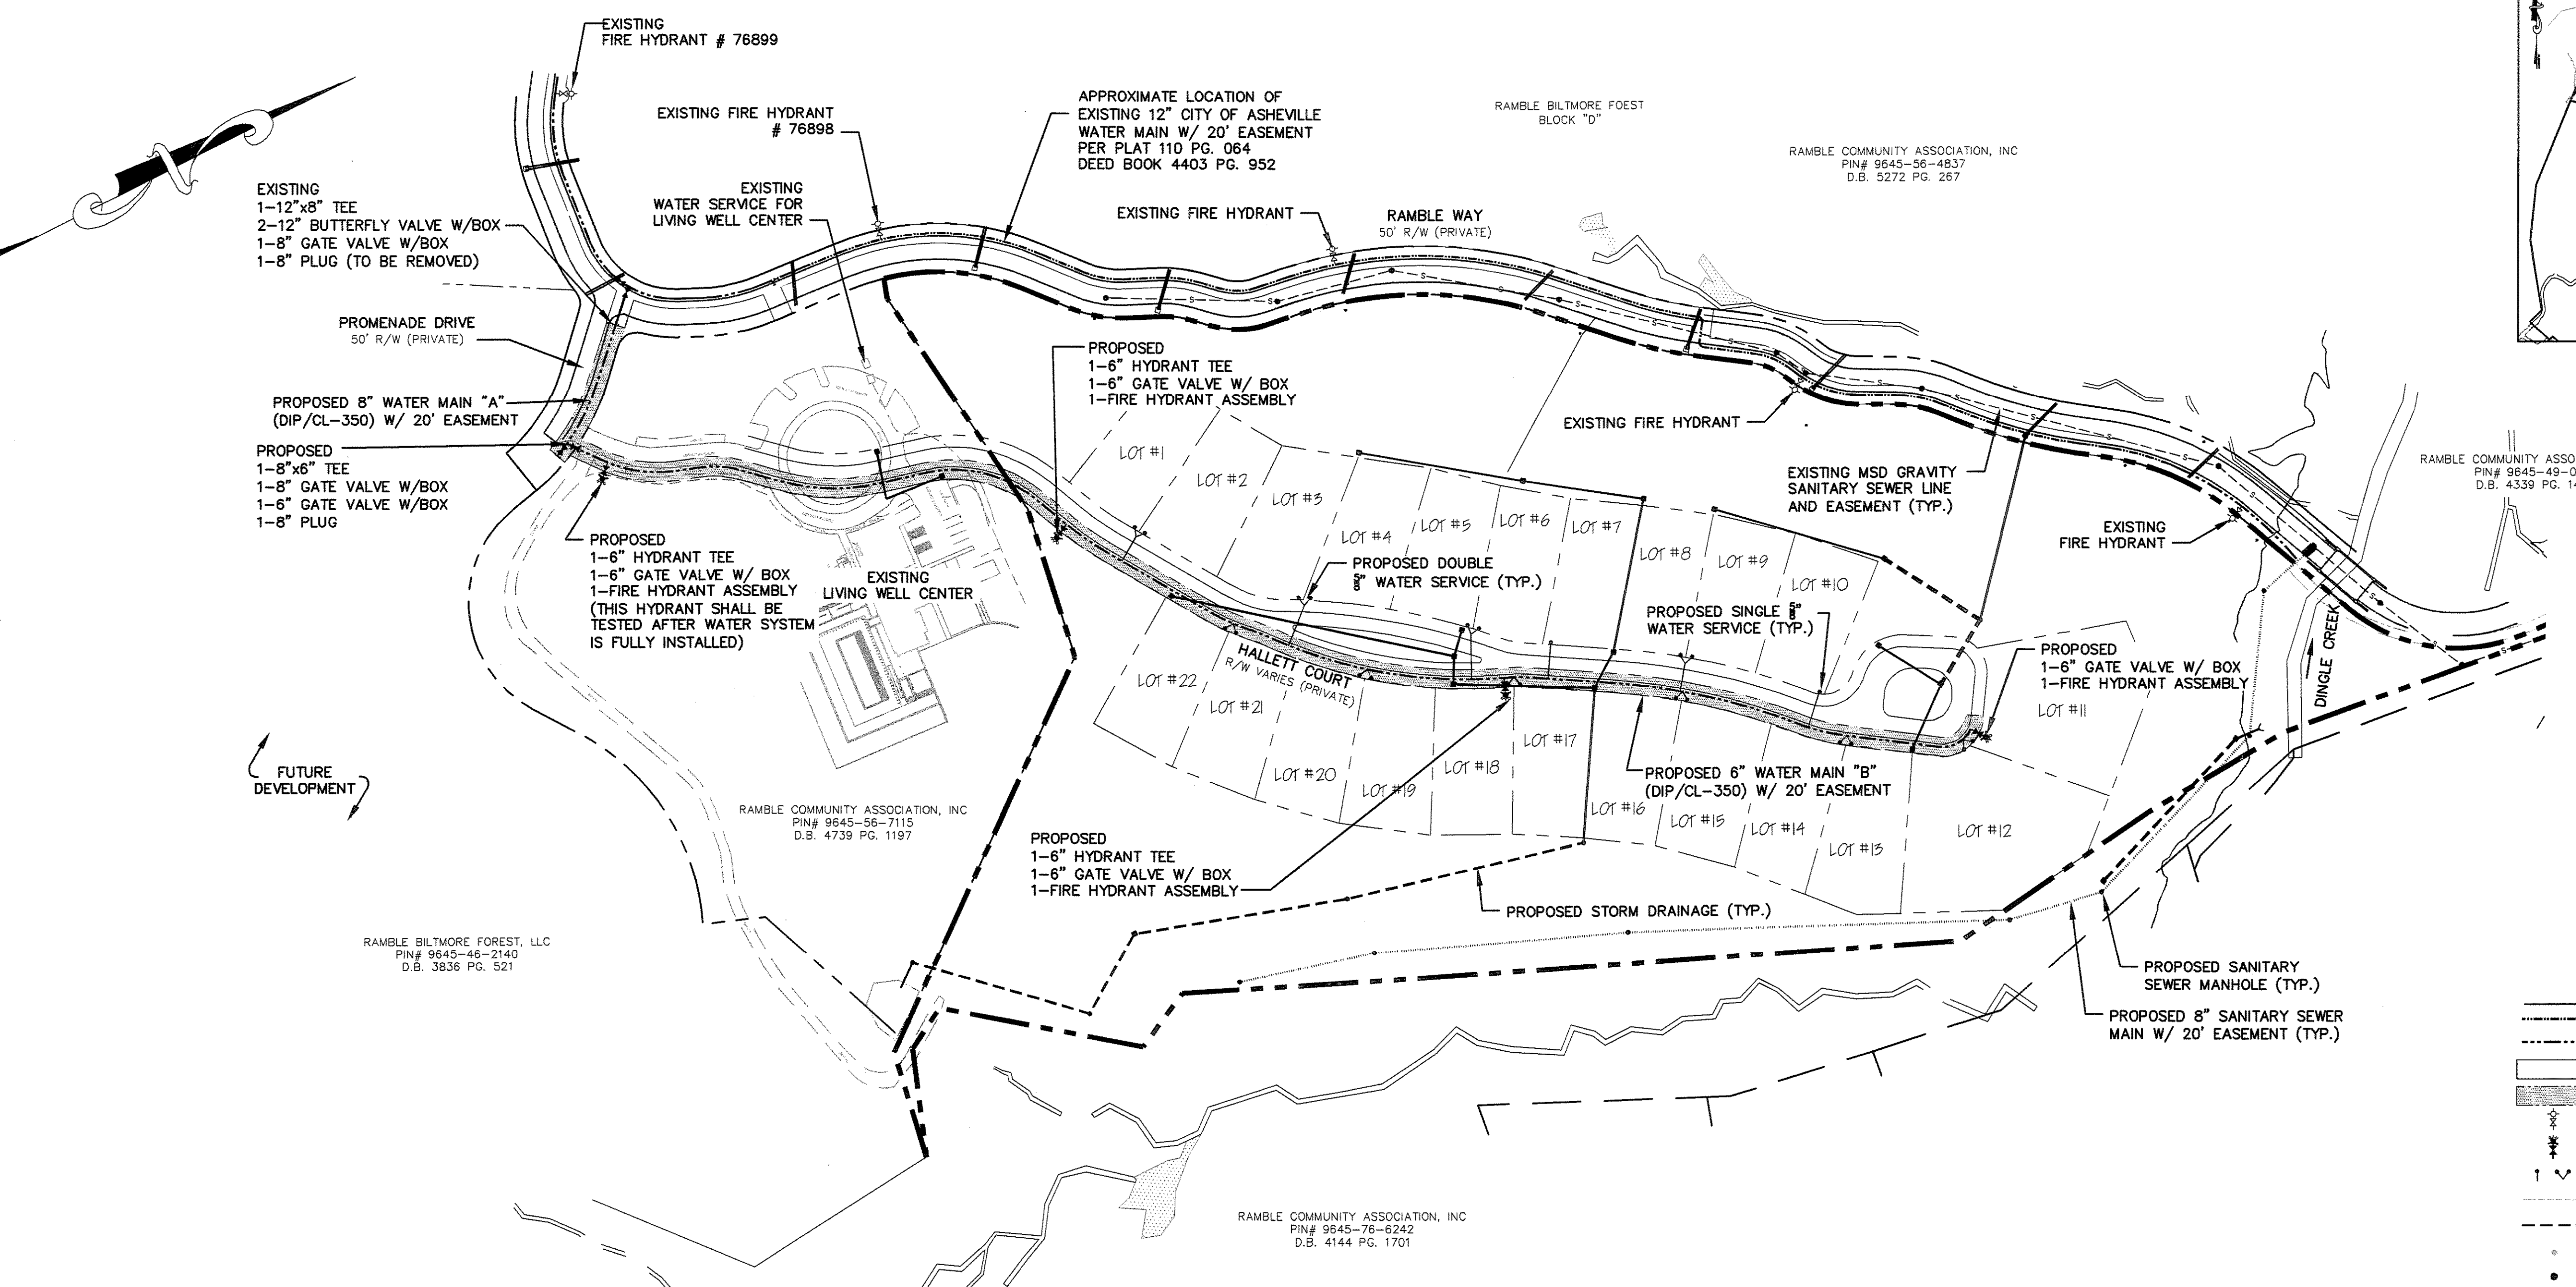 EXISTING
FIRE HYDRANT # 76899
EXISTING FIRE HYDRANT
# 76898
APPROXIMATE LOCATION OF
EXISTING 12" CITY OF ASHEVILLE
WATER MAIN W/ 20' EASEMENT
PER PLAT 110 PG. 064
DEED BOOK 4403 PG. 952
RAMBLE BILTMORE FOEST
BLOCK "D"
RAMBLE COMMUNITY ASSOCIATION, INC
PIN# 9645-56-4837
D.B. 5272 PG. 267
N
EXISTING
1-12"x8" TEE
2-12" BUTTERFLY VALVE W/BOX
1-8" GATE VALVE W/BOX
1-8" PLUG (TO BE REMOVED)
EXISTING
WATER SERVICE FOR
LIVING WELL CENTER
EXISTING FIRE HYDRANT
RAMBLE WAY
50' R/W (PRIVATE)
PROMENADE DRIVE
50' R/W (PRIVATE)
PROPOSED 8" WATER MAIN "A"
(DIP/CL-350) W/ 20' EASEMENT
PROPOSED
1-8"x6" TEE
1-8" GATE VALVE W/BOX
1-6" GATE VALVE W/BOX
1-8" PLUG
PROPOSED
1-6" HYDRANT TEE
1-6" GATE VALVE W/ BOX
1-FIRE HYDRANT ASSEMBLY
EXISTING FIRE HYDRANT
EXISTING MSD GRAVITY
SANITARY SEWER LINE
AND EASEMENT (TYP.)
EXISTING
FIRE HYDRANT
RAMBLE COMMUNITY ASSO
PIN# 9645-49-0
D.B. 4339 PG. 14
PROPOSED
1-6" HYDRANT TEE
1-6" GATE VALVE W/ BOX
1-FIRE HYDRANT ASSEMBLY
(THIS HYDRANT SHALL BE
TESTED AFTER WATER SYSTEM
IS FULLY INSTALLED)
EXISTING
LIVING WELL CENTER
LOT #1
LOT #2
LOT #3
LOT #4
LOT #5
LOT #6
LOT #7
LOT #8
LOT #9
LOT #10
PROPOSED DOUBLE
5/8" WATER SERVICE (TYP.)
PROPOSED SINGLE 5/8"
WATER SERVICE (TYP.)
PROPOSED
1-6" GATE VALVE W/ BOX
1-FIRE HYDRANT ASSEMBLY
LOT #11
DINGLE CREEK
HALLETT COURT
R/W VARIES (PRIVATE)
LOT #22
LOT #21
LOT #20
LOT #19
LOT #18
LOT #17
LOT #16
LOT #15
LOT #14
LOT #13
LOT #12
PROPOSED 6" WATER MAIN "B"
(DIP/CL-350) W/ 20' EASEMENT
FUTURE
DEVELOPMENT
RAMBLE COMMUNITY ASSOCIATION, INC
PIN# 9645-56-7115
D.B. 4739 PG. 1197
PROPOSED
1-6" HYDRANT TEE
1-6" GATE VALVE W/ BOX
1-FIRE HYDRANT ASSEMBLY
PROPOSED STORM DRAINAGE (TYP.)
RAMBLE BILTMORE FOREST, LLC
PIN# 9645-46-2140
D.B. 3836 PG. 521
PROPOSED SANITARY
SEWER MANHOLE (TYP.)
PROPOSED 8" SANITARY SEWER
MAIN W/ 20' EASEMENT (TYP.)
RAMBLE COMMUNITY ASSOCIATION, INC
PIN# 9645-76-6242
D.B. 4144 PG. 1701